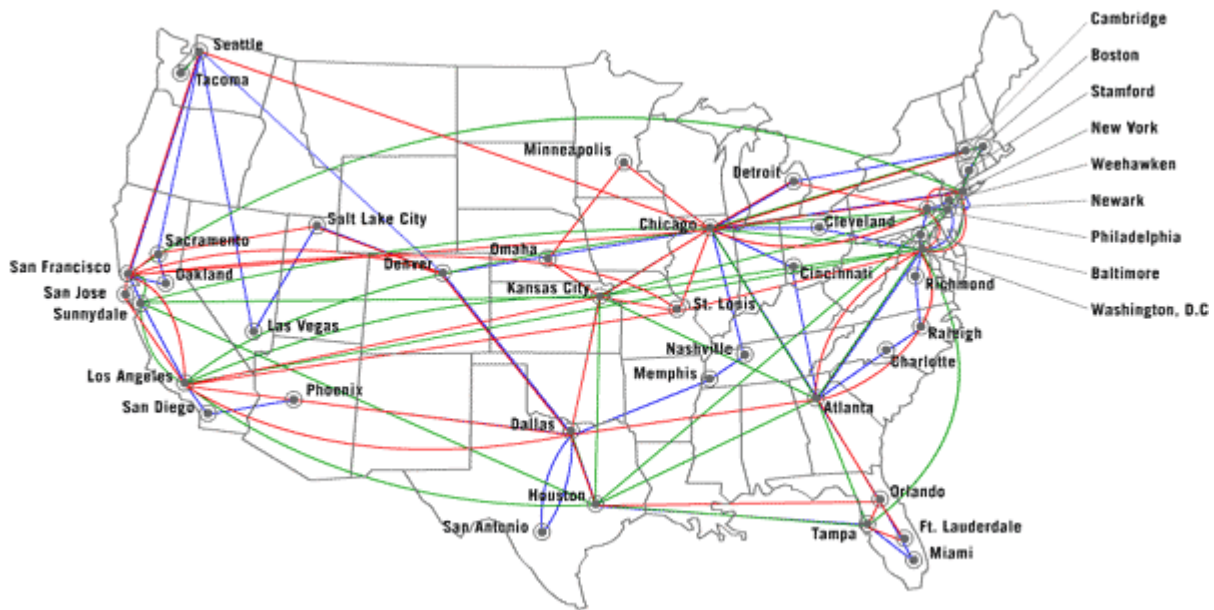 Cambridge
Seattle
Boston
Tacoma
Stamford
New York
Minneapolis
Weehawken
Detroit
Newark
Salt Lake City
Chicago
Cleveland
Philadelphia
Sacramento
Omaha
Denver
San Francisco
Oakland
Cincinnati
Baltimore
Kansas City
Richmond
San Jose
St. Louis
Sunnydale
Las Vegas
Washington, D.C
Raleigh
Nashville
Charlotte
Los Angeles
Memphis
Phoenix
San Diego
Atlanta
Dallas
Houston
Orlando
San/Antonio
Tampa
Ft. Lauderdale
Miami